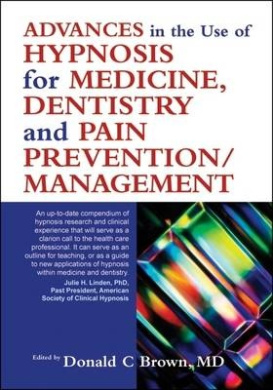 ADVANCES in the Use of
HYPNOSIS
for MEDICINE,
DENTISTRY
and PAIN
PREVENTION/
MANAGEMENT
An up-to-date compendium of
hypnosis research and clinical
experience that will serve as a
clarion call to the health care
professional. It can serve as an
outline for teaching, or as a guide
to new applications of hypnosis
within medicine and dentistry.
Julie H. Linden, PhD,
Past President, American
Society of Clinical Hypnosis
Edited by Donald C Brown, MD